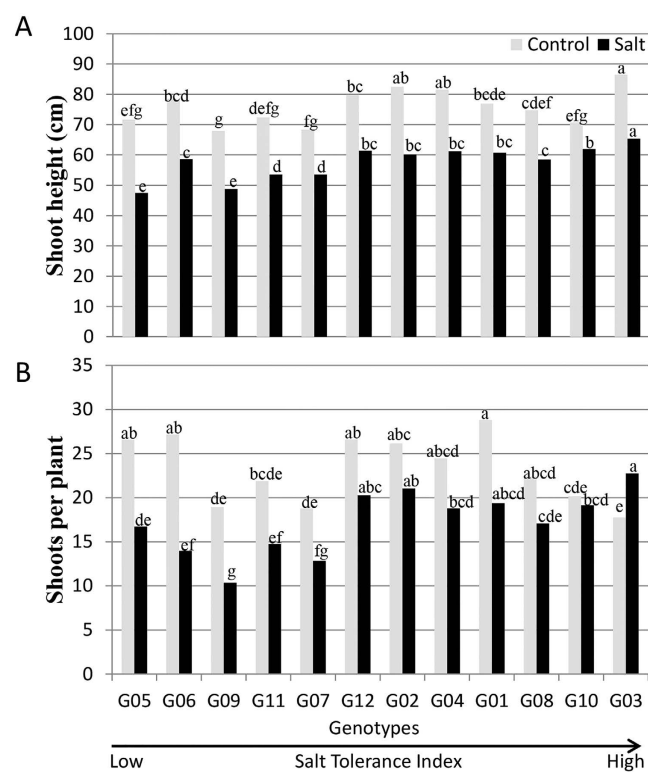 A
100
Control Salt
90
a
ab ab
80
bcd bc bcde
efg defg cdef
70
g fg efg
a
bc bc bc bc b
60
c c
d d
50
e e
40
30
20
10
0
Shoot height (cm)
B
35
30
a
ab ab ab abc
25
abcd
bcde abcd a
abc ab
20
de de bcd abcd cde bcd e
de cde
15
ef ef
fg
g
10
5
0
Shoots per plant
G05 G06 G09 G11 G07 G12 G02 G04 G01 G08 G10 G03
Genotypes
Low Salt Tolerance Index High